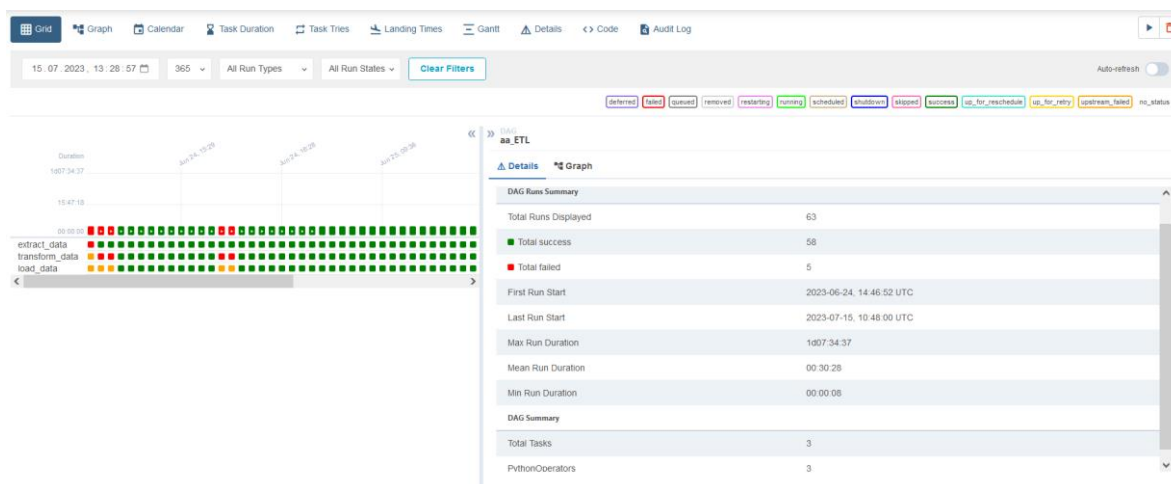 Grid Graph Calendar Task Duration Task Tries Landing Times Gantt Details <> Code Audit Log
15.07.2023, 13:28:57 365 All Run Types All Run States Clear Filters Auto-refresh
deferred failed queued removed restarting running scheduled shutdown skipped success up_for_reschedule up_for_retry upstream_failed no_status
DAG
aa_ETL
Details Graph
Duration
1d07:34:37
15:47:18
00:00:00
extract_data
transform_data
load_data
DAG Runs Summary
Total Runs Displayed 63
Total success 58
Total failed 5
First Run Start 2023-06-24, 14:46:52 UTC
Last Run Start 2023-07-15, 10:48:00 UTC
Max Run Duration 1d07:34:37
Mean Run Duration 00:30:28
Min Run Duration 00:00:08
DAG Summary
Total Tasks 3
PythonOperators 3